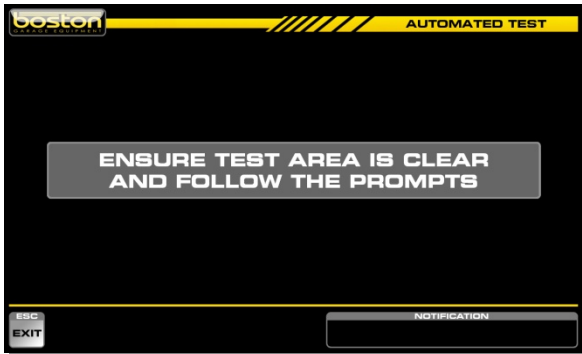 boston
GARAGE EQUIPMENT
AUTOMATED TEST
ENSURE TEST AREA IS CLEAR
AND FOLLOW THE PROMPTS
ESC
EXIT
NOTIFICATION